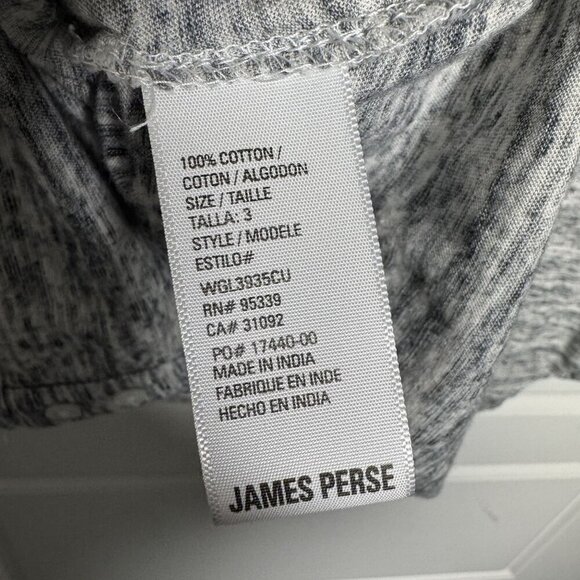 100% COTTON /
COTON / ALGODON
SIZE / TAILLE
TALLA: 3
STYLE / MODELE
ESTILO#
WGL3935CU
RN# 95339
CA# 31092
PO# 17440-00
MADE IN INDIA
FABRIQUE EN INDE
HECHO EN INDIA
JAMES PERSE